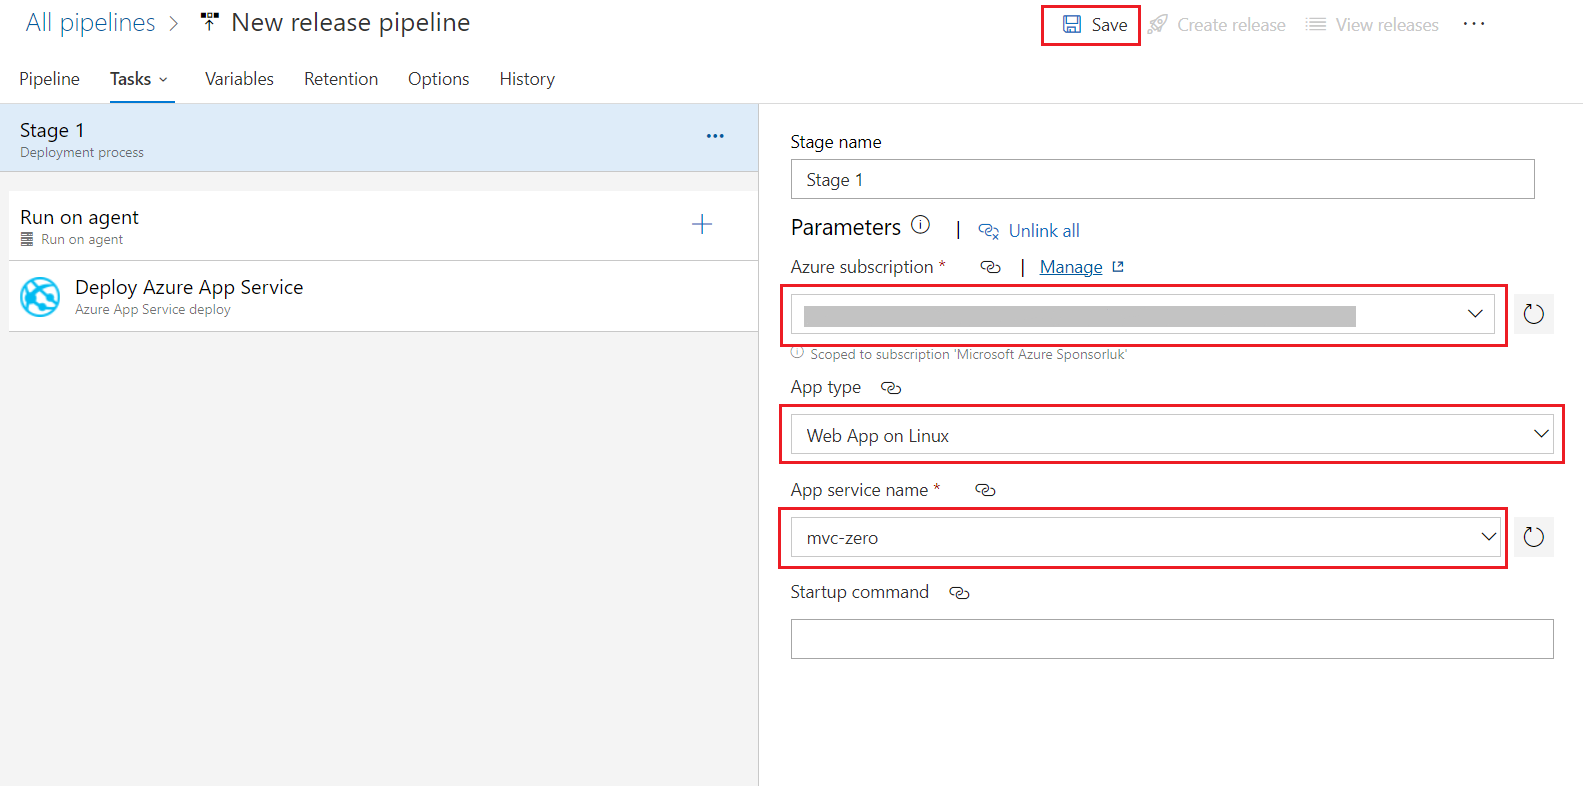 All pipelines > New release pipeline
Save Create release View releases ...
Pipeline Tasks Variables Retention Options History
Stage 1
Deployment process
Run on agent
Run on agent
Deploy Azure App Service
Azure App Service deploy
Stage name
Stage 1
Parameters | Unlink all
Azure subscription * | Manage
Scoped to subscription 'Microsoft Azure Sponsorluk'
App type
Web App on Linux
App service name *
mvc-zero
Startup command